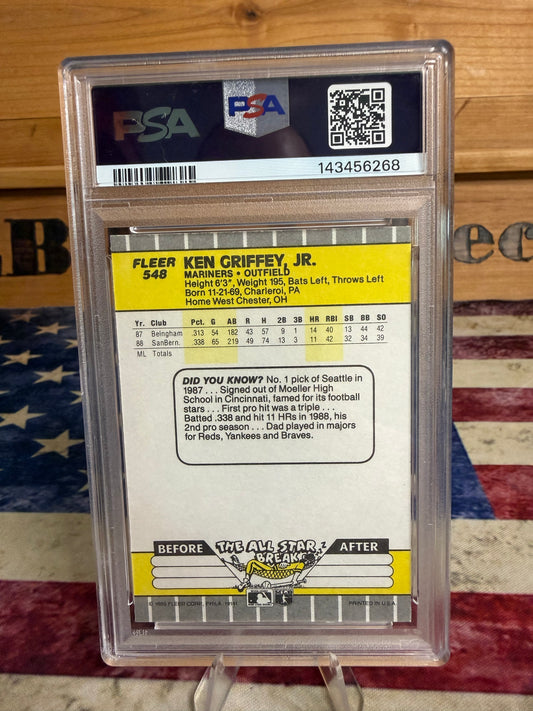 PSA
PSA
143456268
FLEER
548
KEN GRIFFEY, JR.
MARINERS • OUTFIELD
Height 6'3", Weight 195, Bats Left, Throws Left
Born 11-21-69, Charleroi, PA
Home West Chester, OH
Yr. Club Pct. G AB R H 2B 3B HR RBI SB BB SO
87 Belngham .313 54 182 43 57 9 1 14 40 13 44 42
88 SanBern. .338 65 219 49 74 13 3 11 42 32 34 39
ML Totals
DID YOU KNOW? No. 1 pick of Seattle in
1987 . . . Signed out of Moeller High
School in Cincinnati, famed for its football
stars . . . First pro hit was a triple . . .
Batted .338 and hit 11 HRs in 1988, his
2nd pro season . . . Dad played in majors
for Reds, Yankees and Braves.
BEFORE THE ALL STAR BREAK AFTER
© 1989 FLEER CORP., PHILA. 19141
PRINTED IN U.S.A.